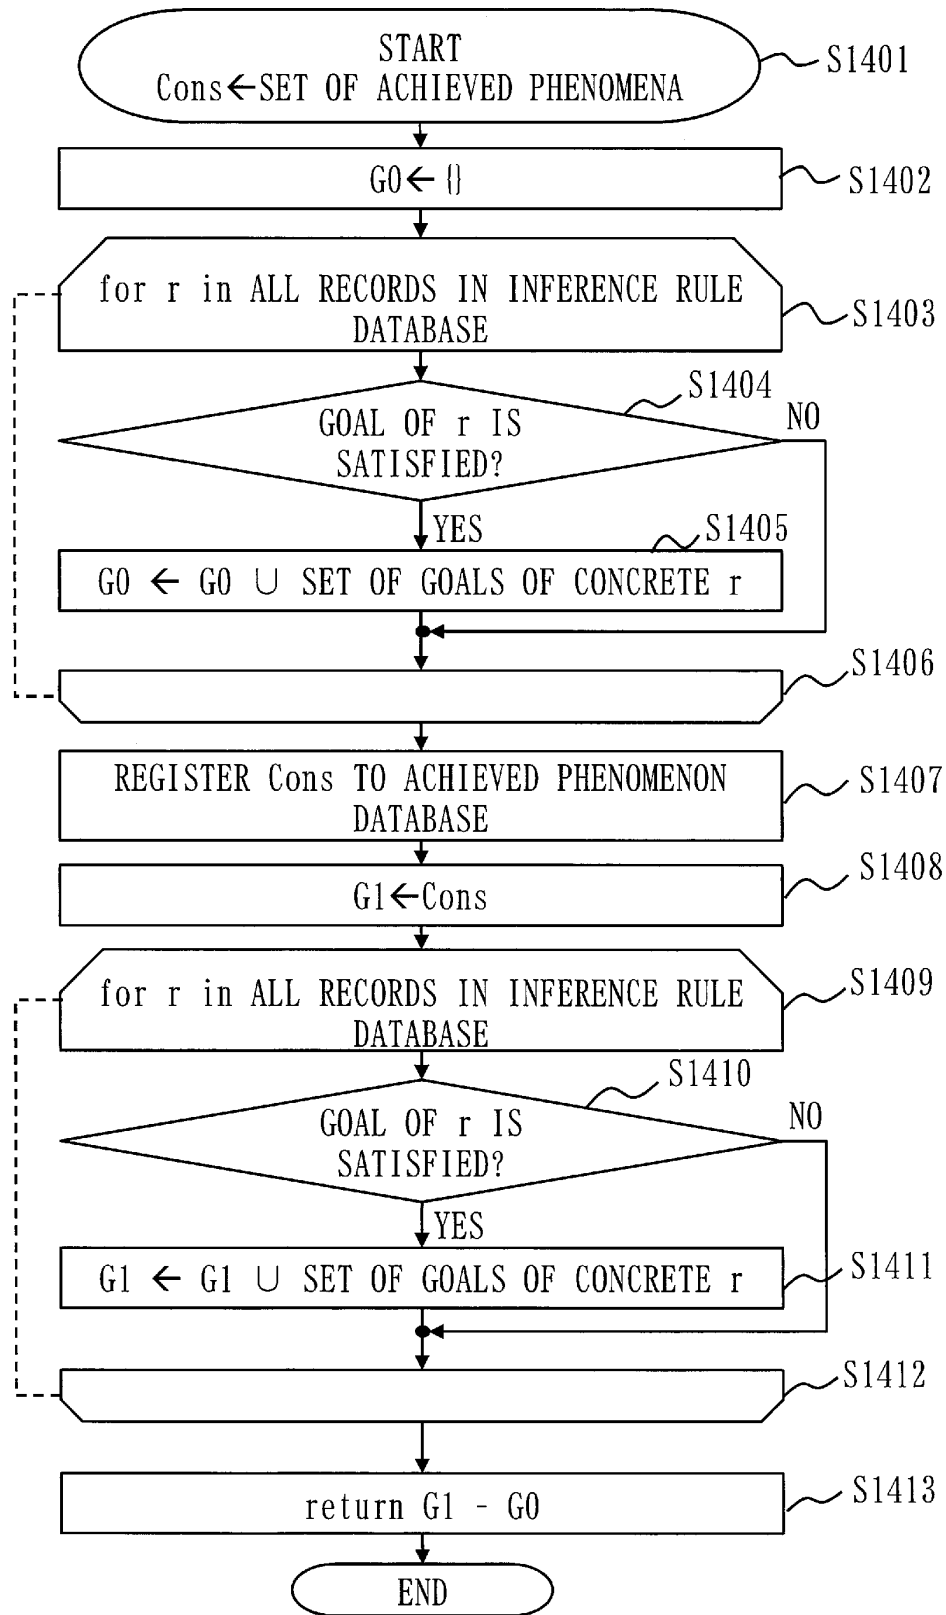 START
Cons←SET OF ACHIEVED PHENOMENA
S1401
G0←{}
S1402
for r in ALL RECORDS IN INFERENCE RULE
DATABASE
S1403
S1404
GOAL OF r IS
SATISFIED?
NO
YES
S1405
G0 ← G0 ∪ SET OF GOALS OF CONCRETE r
S1406
REGISTER Cons TO ACHIEVED PHENOMENON
DATABASE
S1407
G1←Cons
S1408
for r in ALL RECORDS IN INFERENCE RULE
DATABASE
S1409
S1410
GOAL OF r IS
SATISFIED?
NO
YES
G1 ← G1 ∪ SET OF GOALS OF CONCRETE r
S1411
S1412
return G1 - G0
S1413
END